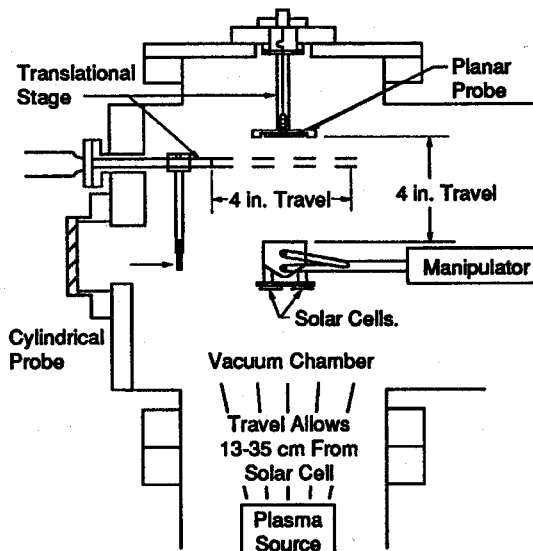 Translational
Stage
Planar
Probe
4 in. Travel
4 in. Travel
Manipulator
Solar Cells.
Cylindrical
Probe
Vacuum Chamber
Travel Allows
13-35 cm From
Solar Cell
Plasma
Source